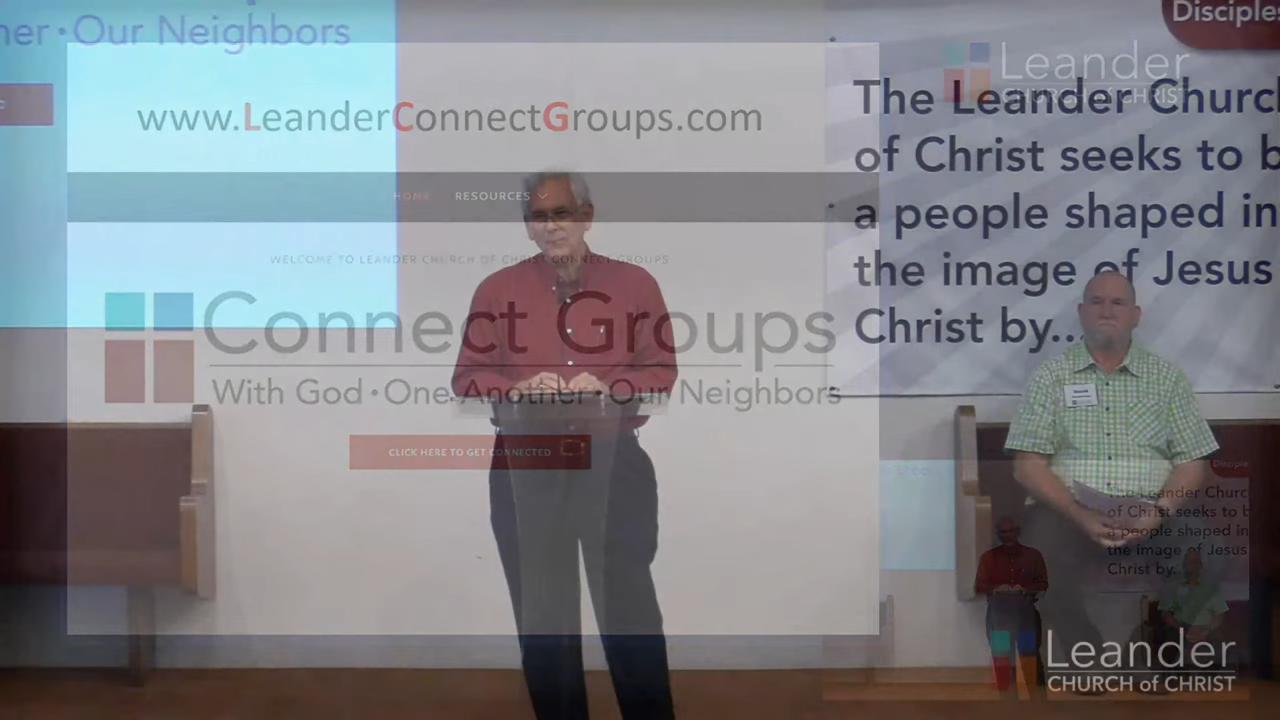 Our Neighbors
www.LeanderConnectGroups.com
HOME RESOURCES
WELCOME TO LEANDER CHURCH OF CHRIST CONNECT GROUPS
Connect Groups
With God·One Another·Our Neighbors
CLICK HERE TO GET CONNECTED
Disciples
Leander
CHURCH of CHRIST
The Leander Church
of Christ seeks to b
a people shaped in
the image of Jesus
Christ by...
Disciple
The Leander Churc
of Christ seeks to b
a people shaped in
the image of Jesus
Christ by...
Leander
CHURCH of CHRIST